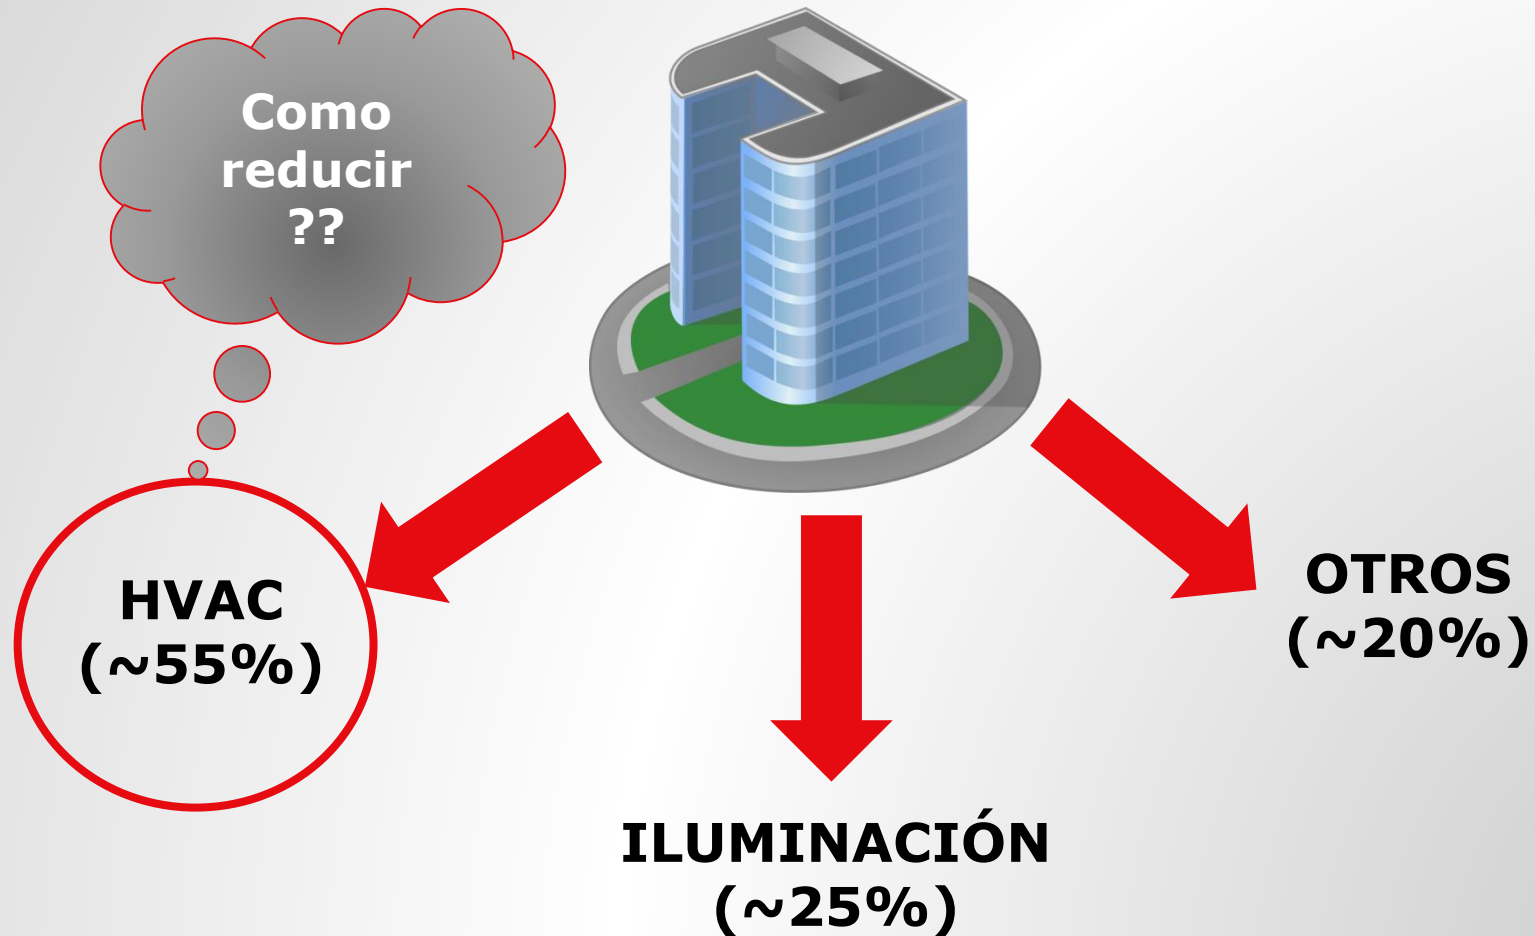 Como
reducir
??
HVAC
(~55%)
OTROS
(~20%)
ILUMINACIÓN
(~25%)